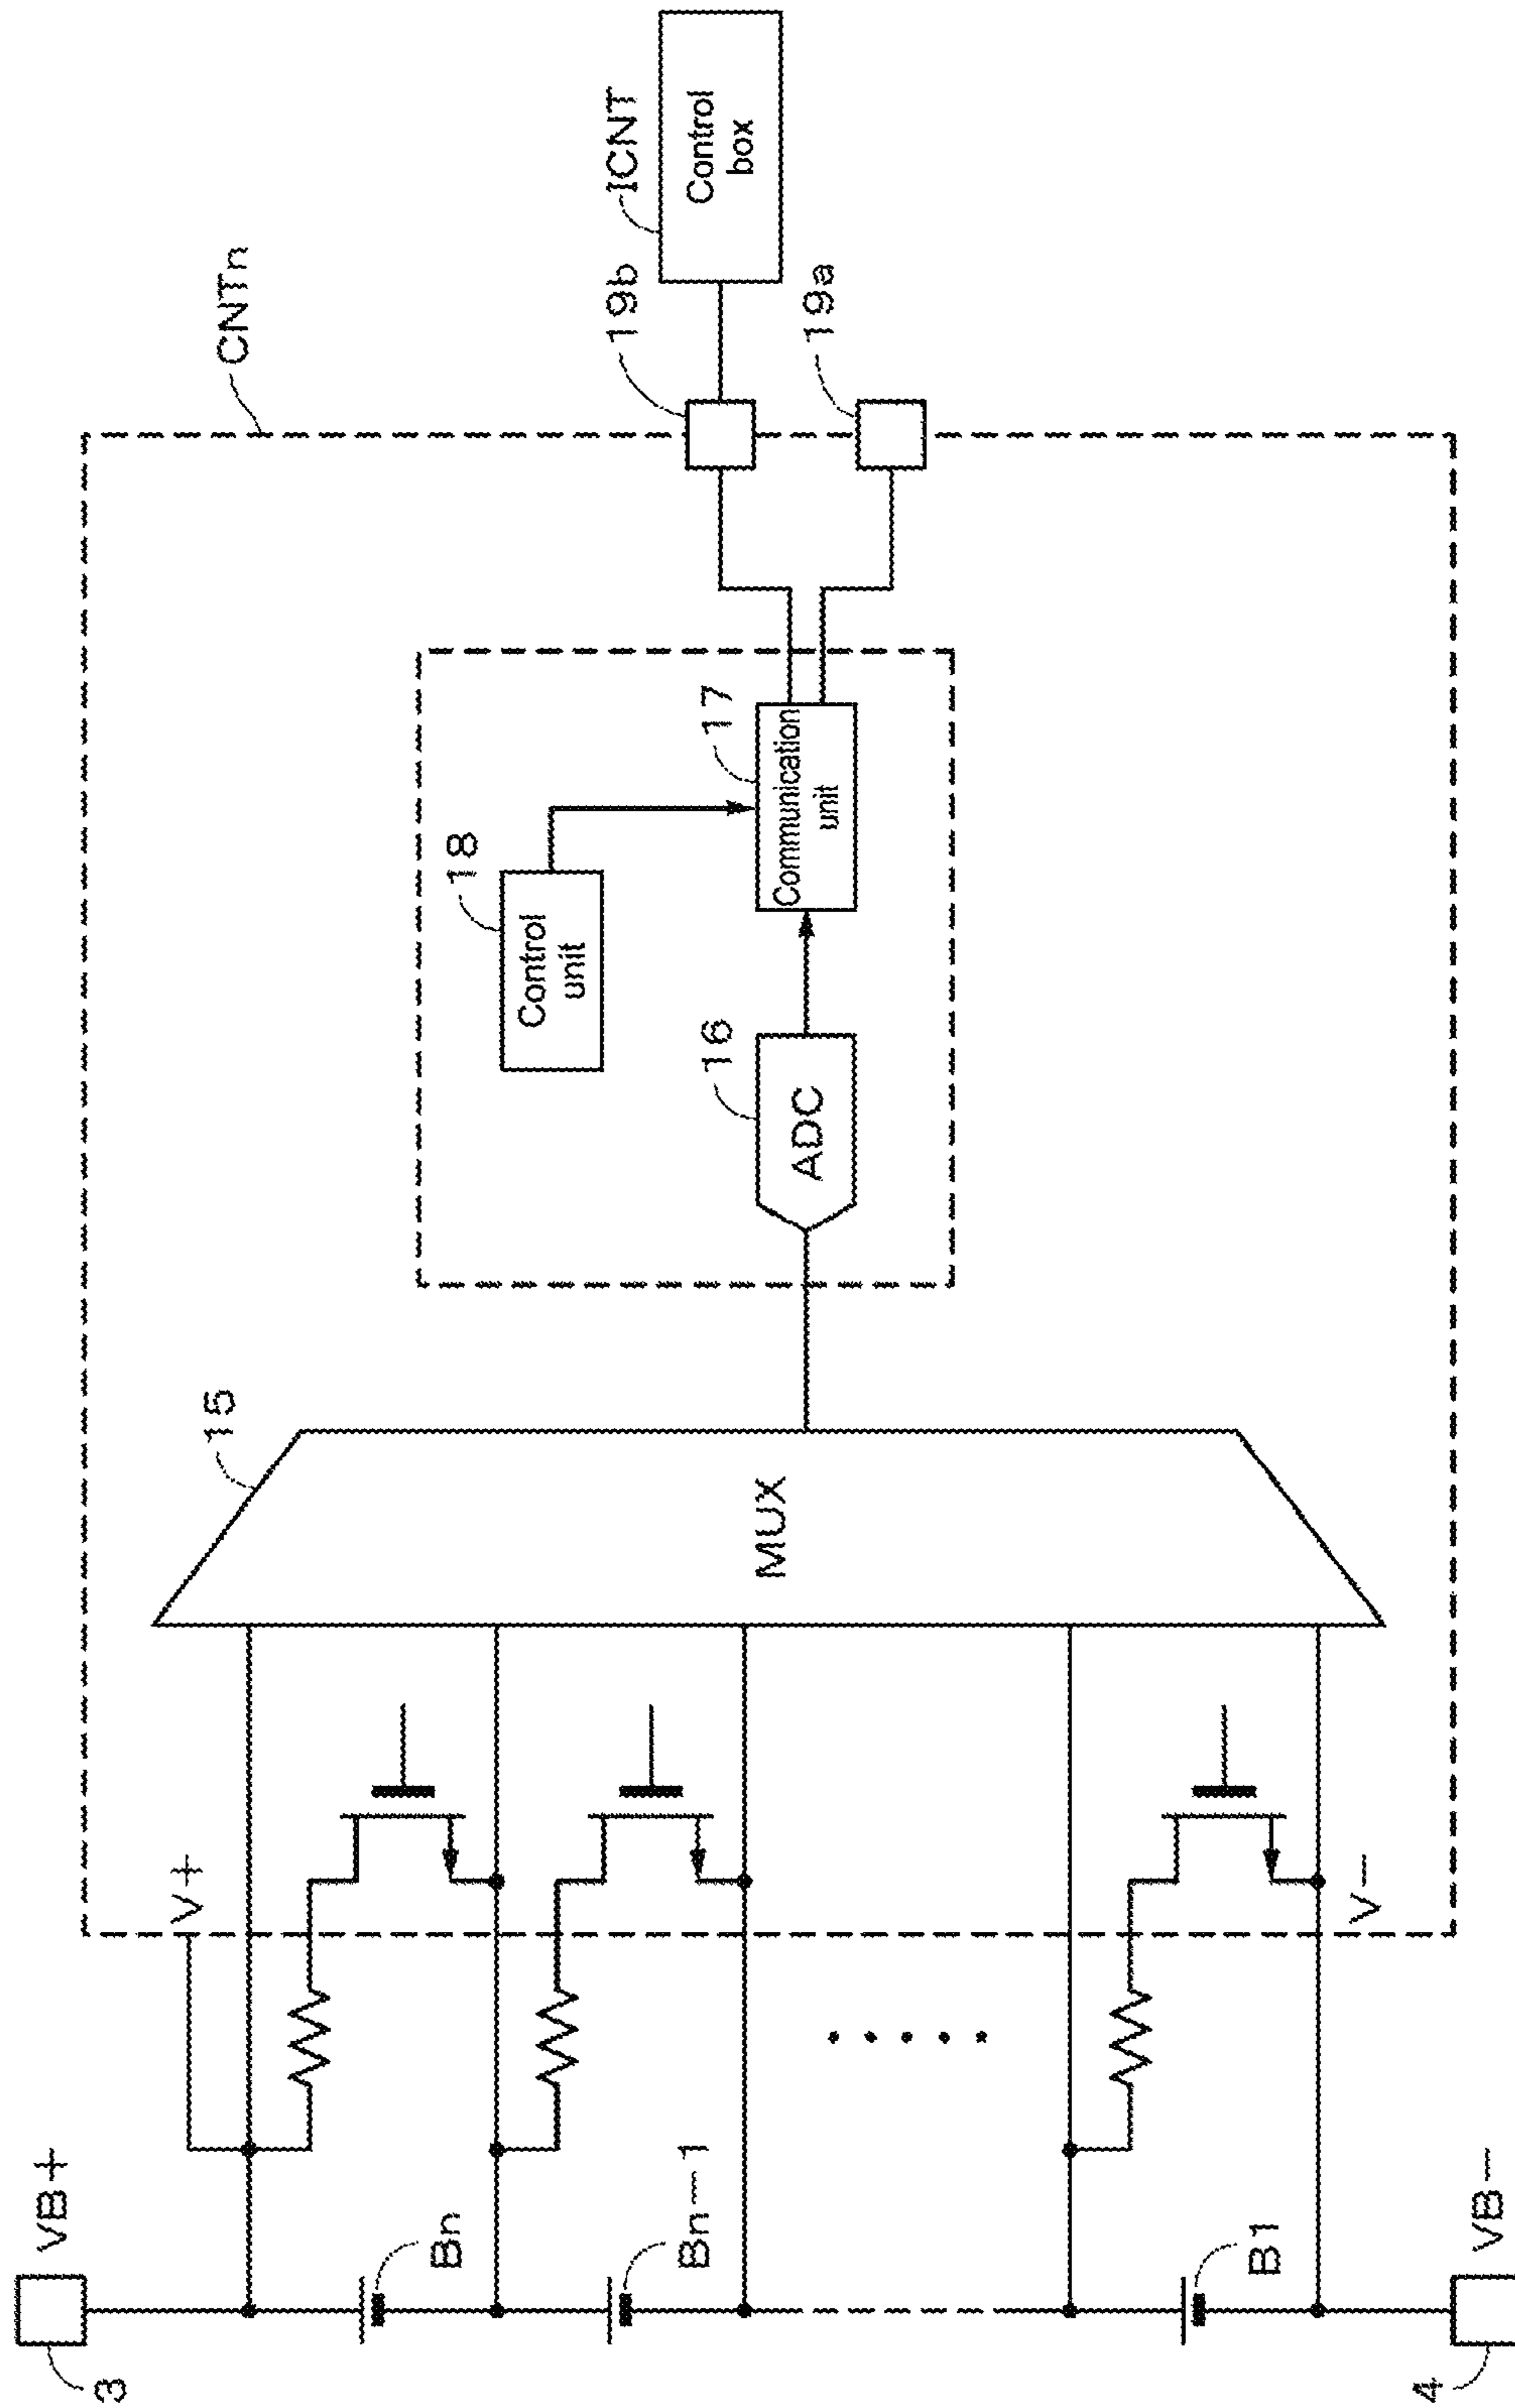 3
VB+
Bn
Bn-1
B1
VB-
4
V+
V-
15
MUX
16
ADC
18
Control
unit
17
Communication
unit
CNTn
19b
19a
ICNT
Control
box